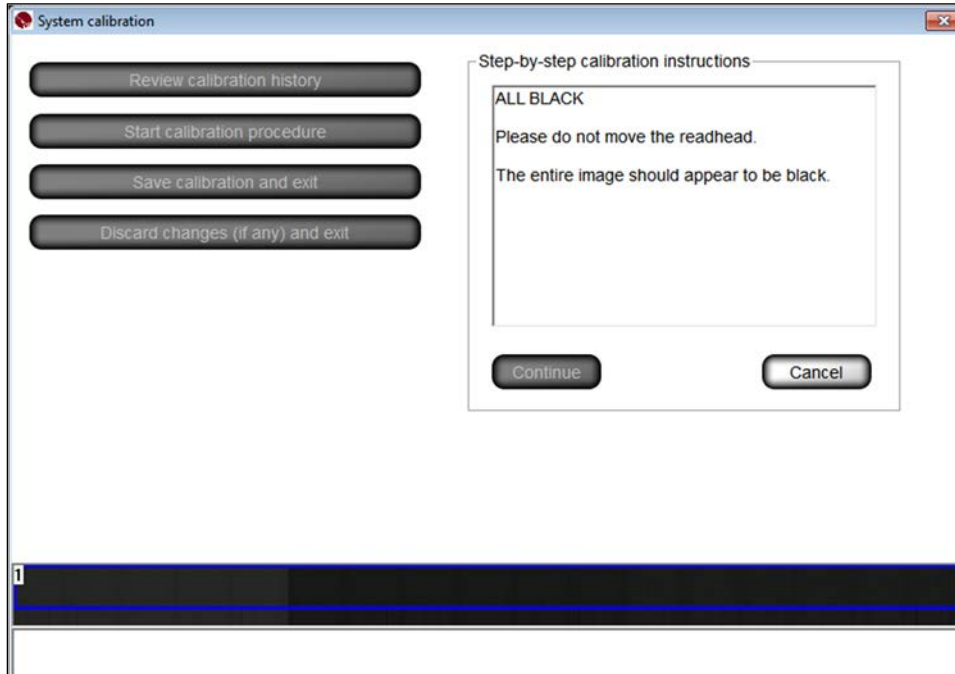 System calibration
Review calibration history
Start calibration procedure
Save calibration and exit
Discard changes (if any) and exit
Step-by-step calibration instructions
ALL BLACK
Please do not move the readhead.
The entire image should appear to be black.
Continue
Cancel
1